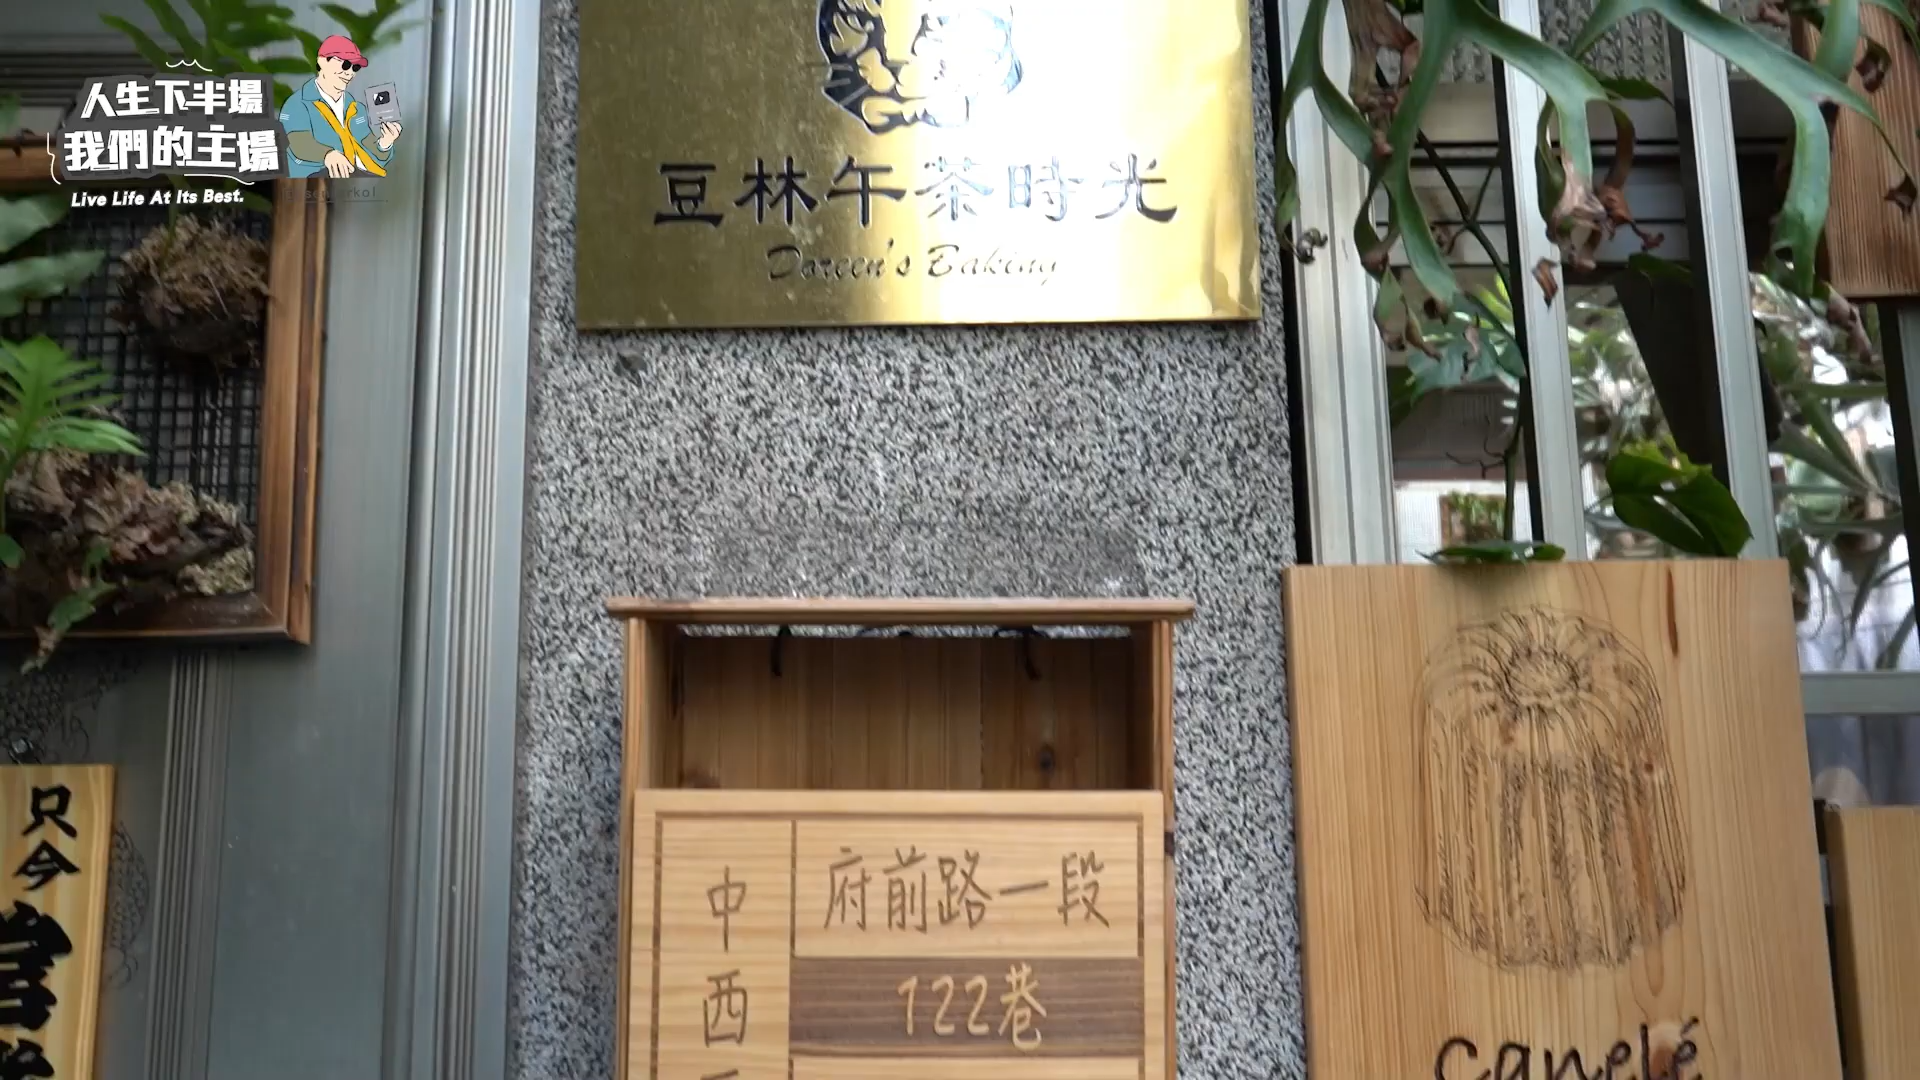 人生下半場
我們的主場
Live Life At Its Best.
豆林午茶時光
Doreen's Baking
府前路一段
122巷
中西
只今
canelé